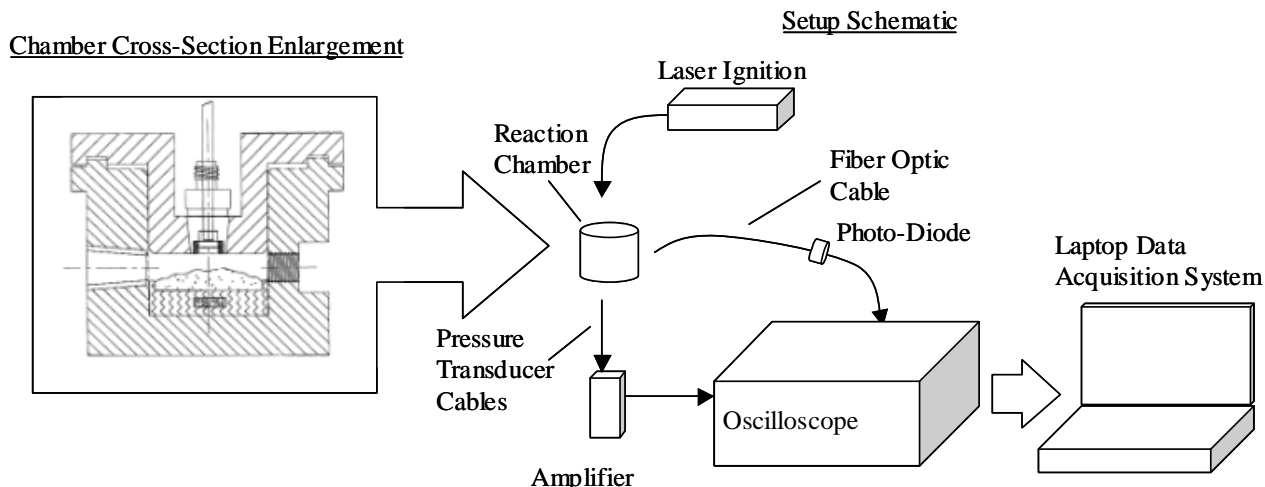 Setup Schematic
Chamber Cross-Section Enlargement
Laser Ignition
Reaction
Chamber
Fiber Optic
Cable
Photo-Diode
Laptop Data
Acquisition System
Pressure
Transducer
Cables
Oscilloscope
Amplifier